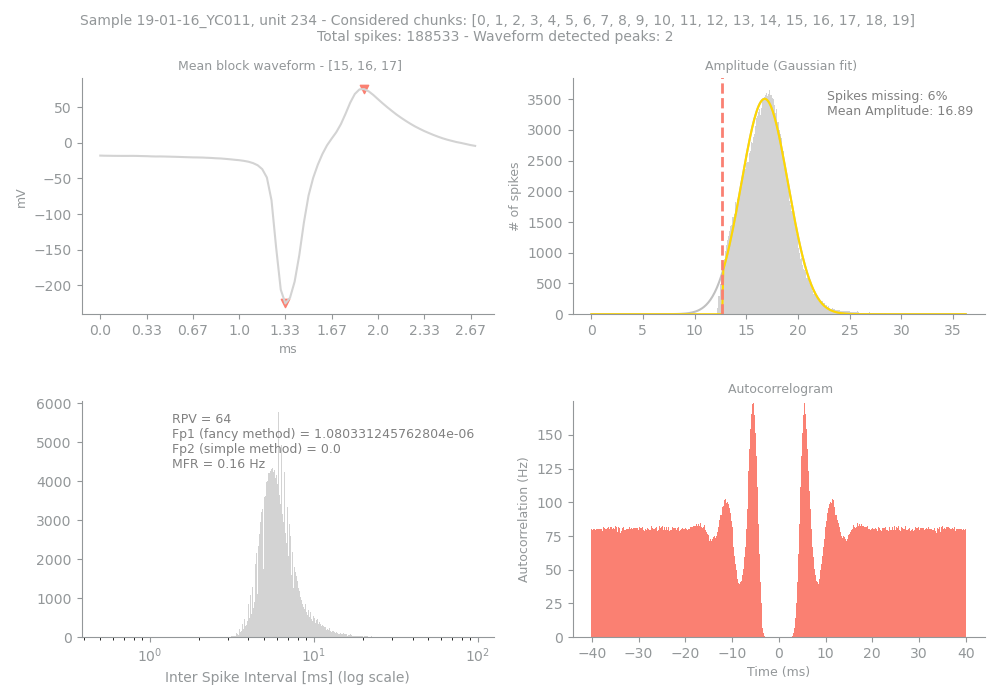 Sample 19-01-16_YC011, unit 234 - Considered chunks: [0, 1, 2, 3, 4, 5, 6, 7, 8, 9, 10, 11, 12, 13, 14, 15, 16, 17, 18, 19]
Total spikes: 188533 - Waveform detected peaks: 2
Mean block waveform - [15, 16, 17]
50
0
−50
−100
−150
−200
mV
0.0 0.33 0.67 1.0 1.33 1.67 2.0 2.33 2.67
ms
Amplitude (Gaussian fit)
Spikes missing: 6%
Mean Amplitude: 16.89
3500
3000
2500
2000
1500
1000
500
0
# of spikes
0 5 10 15 20 25 30 35
RPV = 64
Fp1 (fancy method) = 1.080331245762804e-06
Fp2 (simple method) = 0.0
MFR = 0.16 Hz
6000
5000
4000
3000
2000
1000
0
10⁰ 10¹ 10²
Inter Spike Interval [ms] (log scale)
Autocorrelogram
150
125
100
75
50
25
0
Autocorrelation (Hz)
−40 −30 −20 −10 0 10 20 30 40
Time (ms)